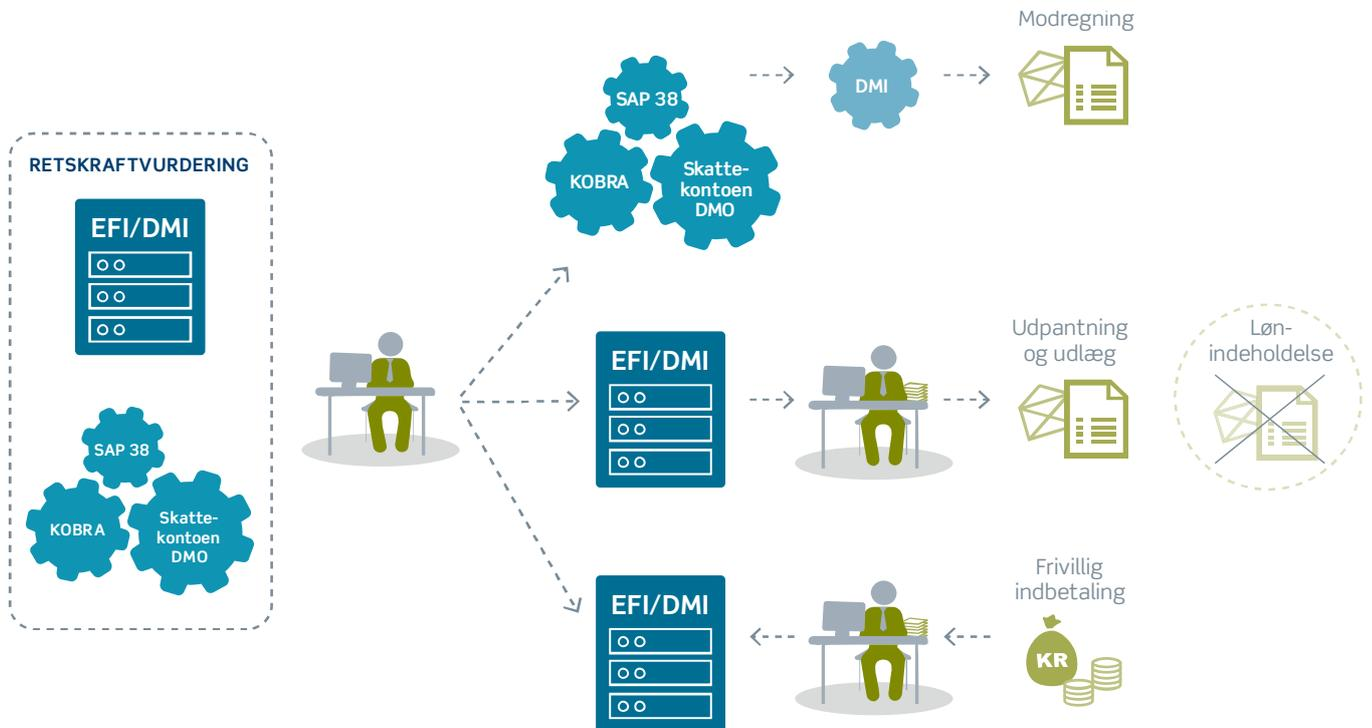 RETSKRAFTVURDERING
EFI/DMI
SAP 38
KOBRA
Skatte-
kontoen
DMO
SAP 38
KOBRA
Skatte-
kontoen
DMO
DMI
Modregning
EFI/DMI
Udpantning
og udlæg
Løn-
indeholdelse
EFI/DMI
Frivillig
indbetaling
KR